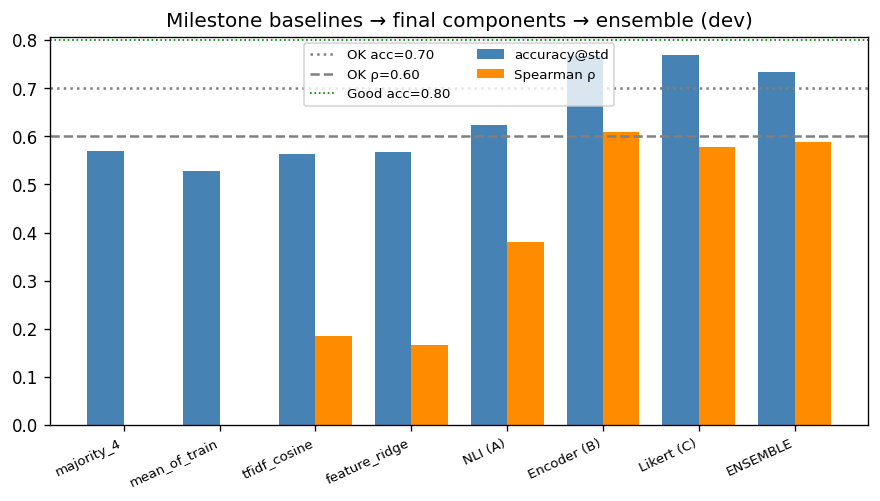 Milestone baselines → final components → ensemble (dev)
OK acc=0.70
OK ρ=0.60
Good acc=0.80
accuracy@std
Spearman ρ
0.8
0.7
0.6
0.5
0.4
0.3
0.2
0.1
0.0
majority_4
mean_of_train
tfidf_cosine
feature_ridge
NLI (A)
Encoder (B)
Likert (C)
ENSEMBLE